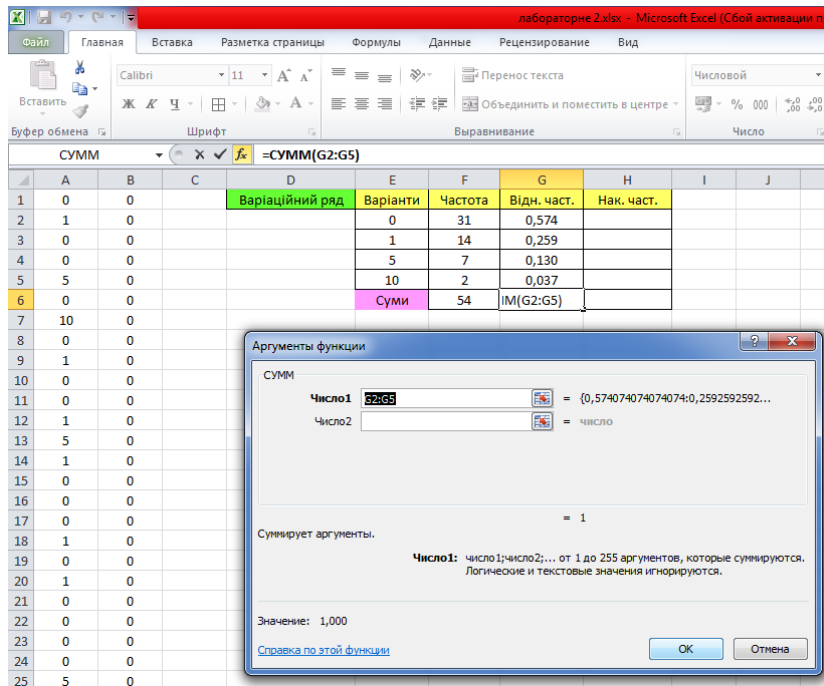 лабораторне 2.xlsx - Microsoft Excel (Сбой активации п
Файл Главная Вставка Разметка страницы Формулы Данные Рецензирование Вид
Calibri 11 Перенос текста Числовой
Вставить Ж К Ч А Объединить и поместить в центре % 000
Буфер обмена Шрифт Выравнивание Число
СУММ fx =СУММ(G2:G5)
A B C D E F G H I J
1 0 0 Варіаційний ряд Варіанти Частота Відн. част. Нак. част.
2 1 0 0 31 0,574
3 0 0 1 14 0,259
4 0 0 5 7 0,130
5 5 0 10 2 0,037
6 0 0 Суми 54 IM(G2:G5)
7 10 0
8 0 0
9 1 0
10 0 0
11 0 0
12 1 0
13 5 0
14 1 0
15 0 0
16 0 0
17 0 0
18 1 0
19 0 0
20 1 0
21 0 0
22 0 0
23 0 0
24 0 0
25 5 0
Аргументы функции
СУММ
Число1 G2:G5 = {0,574074074074074:0,2592592592...
Число2 = число
= 1
Суммирует аргументы.
Число1: число1;число2;... от 1 до 255 аргументов, которые суммируются.
Логические и текстовые значения игнорируются.
Значение: 1,000
Справка по этой функции
OK Отмена